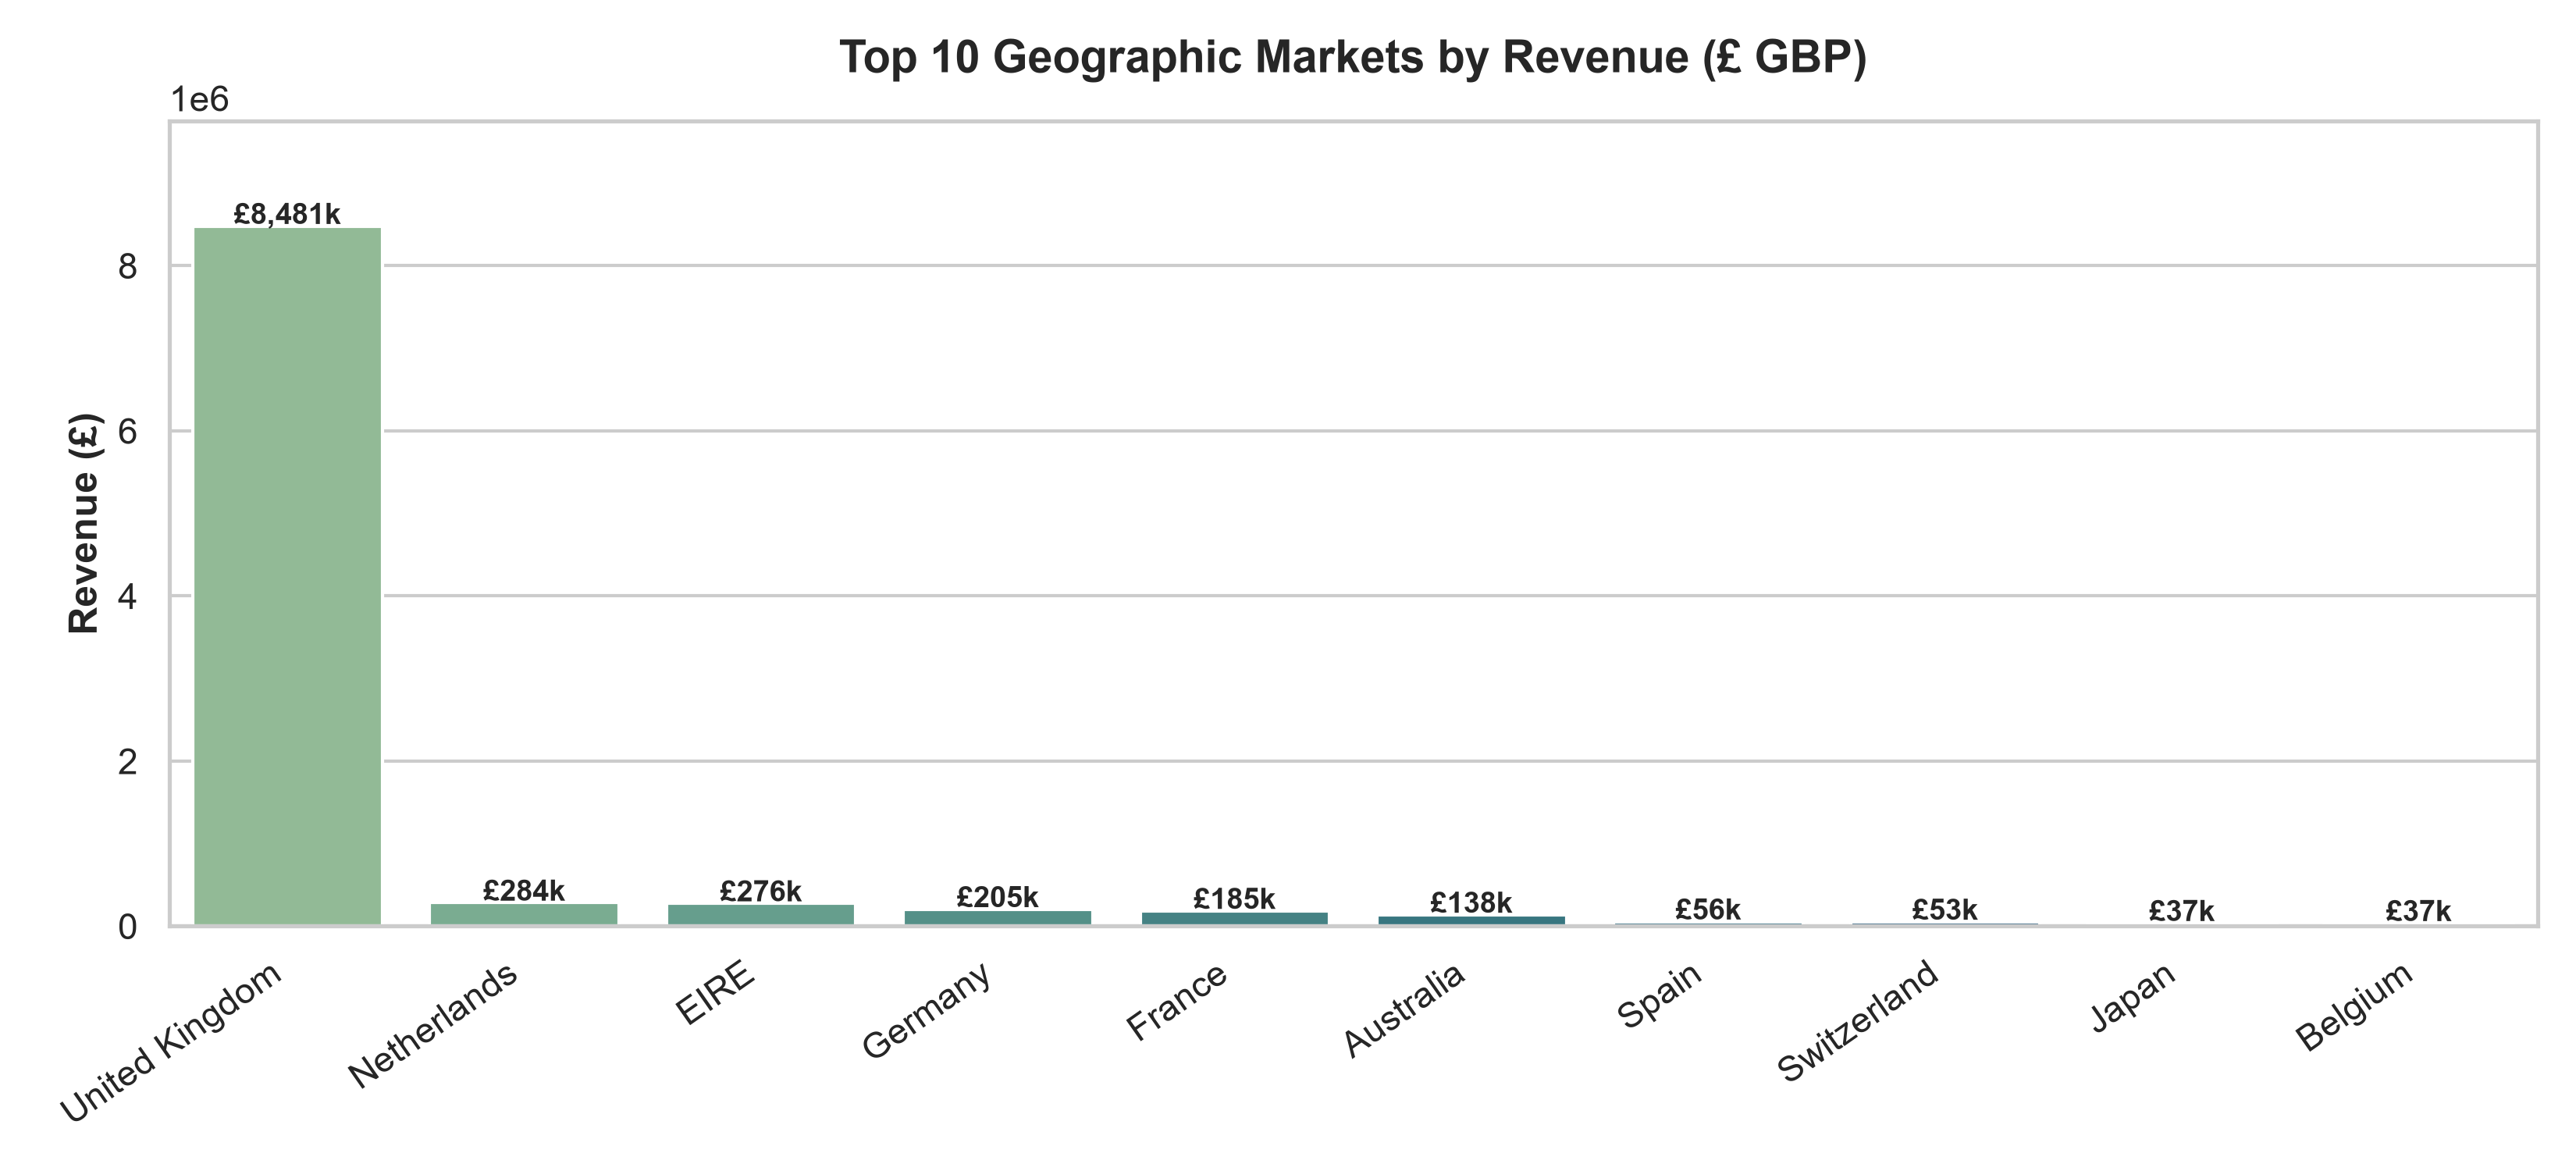 Top 10 Geographic Markets by Revenue (£ GBP)
1e6
Revenue (£)
8
6
4
2
0
£8,481k
£284k
£276k
£205k
£185k
£138k
£56k
£53k
£37k
£37k
United Kingdom
Netherlands
EIRE
Germany
France
Australia
Spain
Switzerland
Japan
Belgium